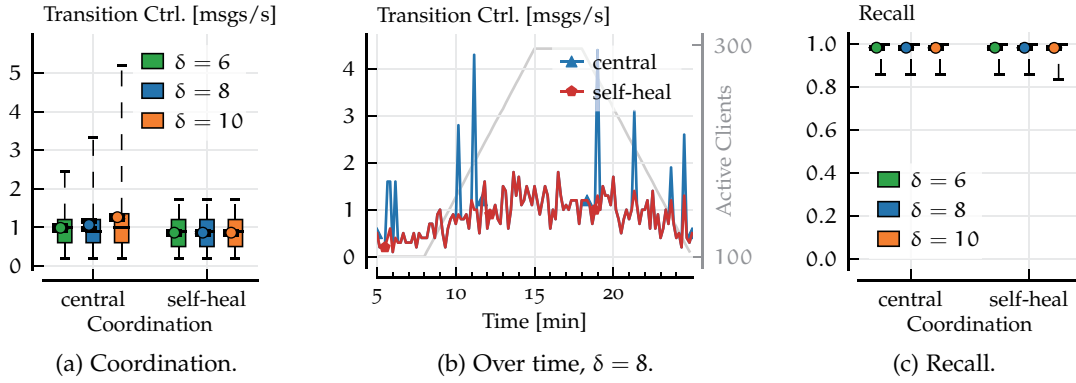 Transition Ctrl. [msgs/s]
5
4
3
2
1
0
δ = 6
δ = 8
δ = 10
central
self-heal
Coordination
(a) Coordination.
Transition Ctrl. [msgs/s]
4
3
2
1
0
central
self-heal
300
100
Active Clients
5
10
15
20
Time [min]
(b) Over time, δ = 8.
Recall
1.0
0.8
0.6
0.4
0.2
0.0
δ = 6
δ = 8
δ = 10
central
self-heal
Coordination
(c) Recall.